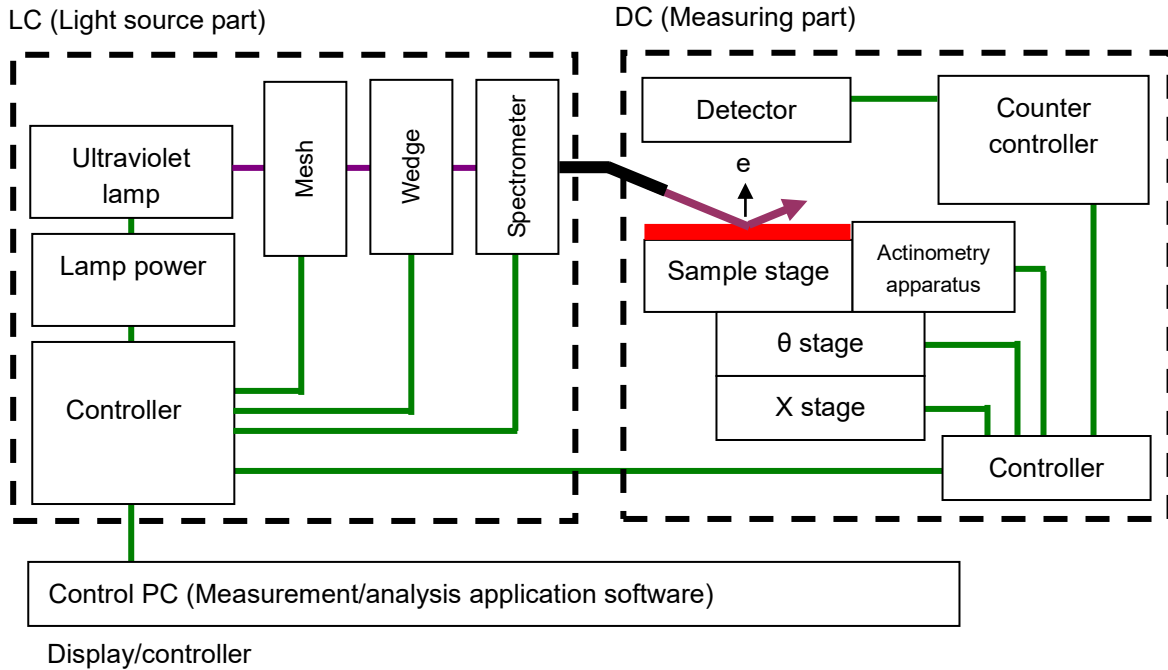 LC (Light source part)
DC (Measuring part)
Ultraviolet
lamp
Lamp power
Controller
Mesh
Wedge
Spectrometer
Detector
Counter
controller
e
Sample stage
Actinometry
apparatus
θ stage
X stage
Controller
Control PC (Measurement/analysis application software)
Display/controller